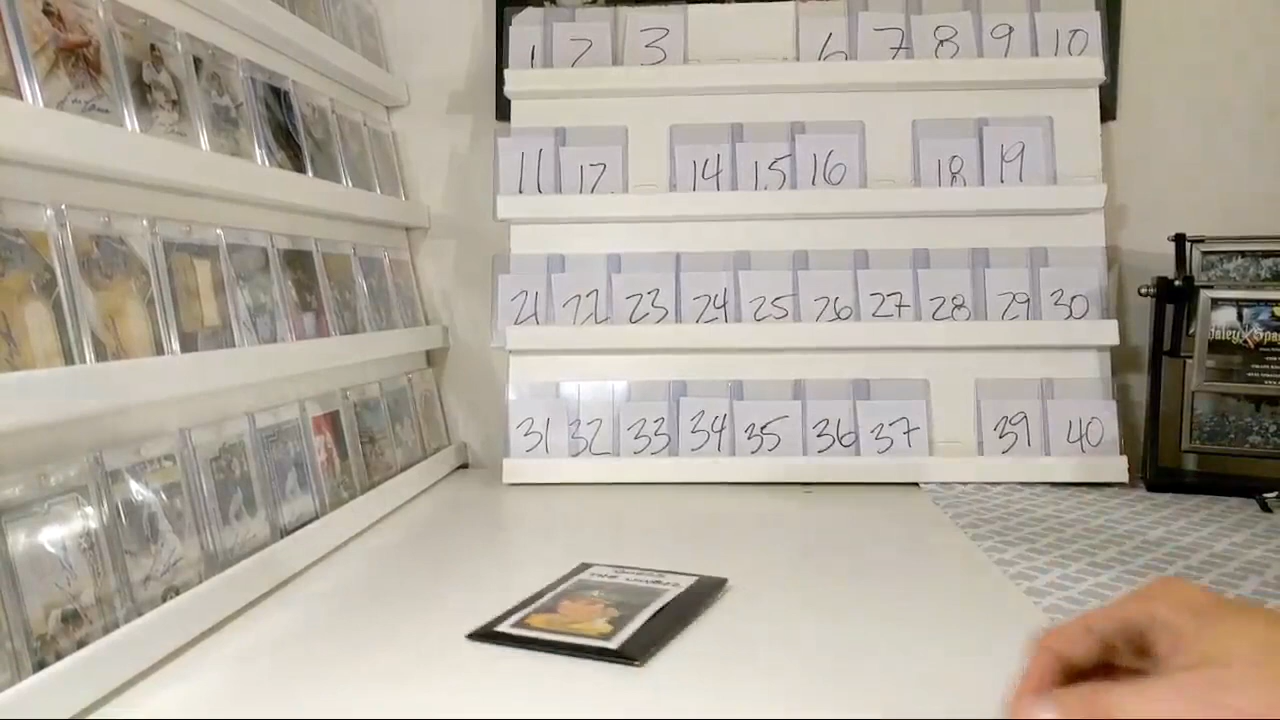 1 2 3 6 7 8 9 10
11 12 14 15 16 18 19
21 22 23 24 25 26 27 28 29 30
31 32 33 34 35 36 37 39 40
THE